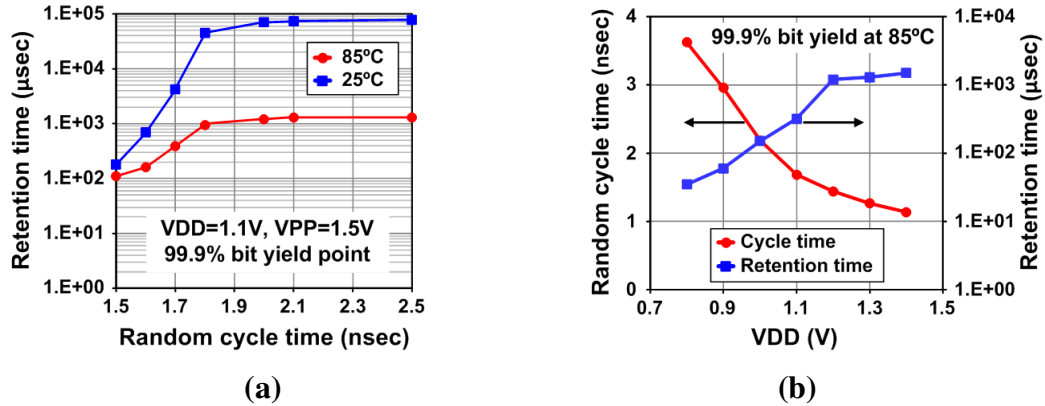 Retention time (µsec)
1.E+05
1.E+04
1.E+03
1.E+02
1.E+01
1.E+00
85ºC
25ºC
VDD=1.1V, VPP=1.5V
99.9% bit yield point
1.5 1.7 1.9 2.1 2.3 2.5
Random cycle time (nsec)
(a)
Random cycle time (nsec)
4
3
2
1
0
99.9% bit yield at 85ºC
Cycle time
Retention time
1.E+04
1.E+03
1.E+02
1.E+01
1.E+00
Retention time (µsec)
0.7 0.9 1.1 1.3 1.5
VDD (V)
(b)